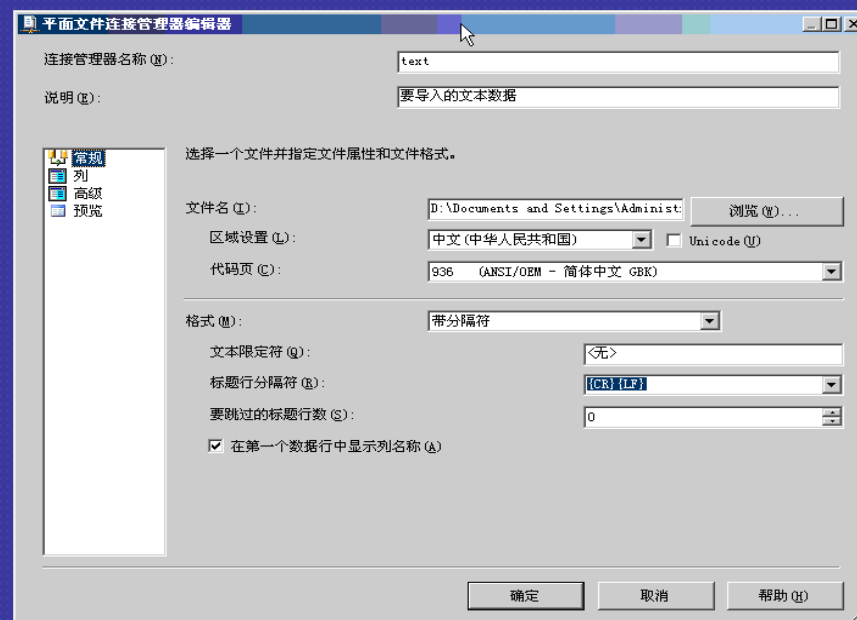 平面文件连接管理器编辑器
连接管理器名称(N): text
说明(E): 要导入的文本数据
常规
列
高级
预览
选择一个文件并指定文件属性和文件格式。
文件名(I): D:\Documents and Settings\Administ 浏览(W)...
区域设置(L): 中文(中华人民共和国) Unicode(U)
代码页(C): 936 (ANSI/OEM - 简体中文 GBK)
格式(M): 带分隔符
文本限定符(Q): <无>
标题行分隔符(R): {CR}{LF}
要跳过的标题行数(S): 0
在第一个数据行中显示列名称(A)
确定 取消 帮助(H)